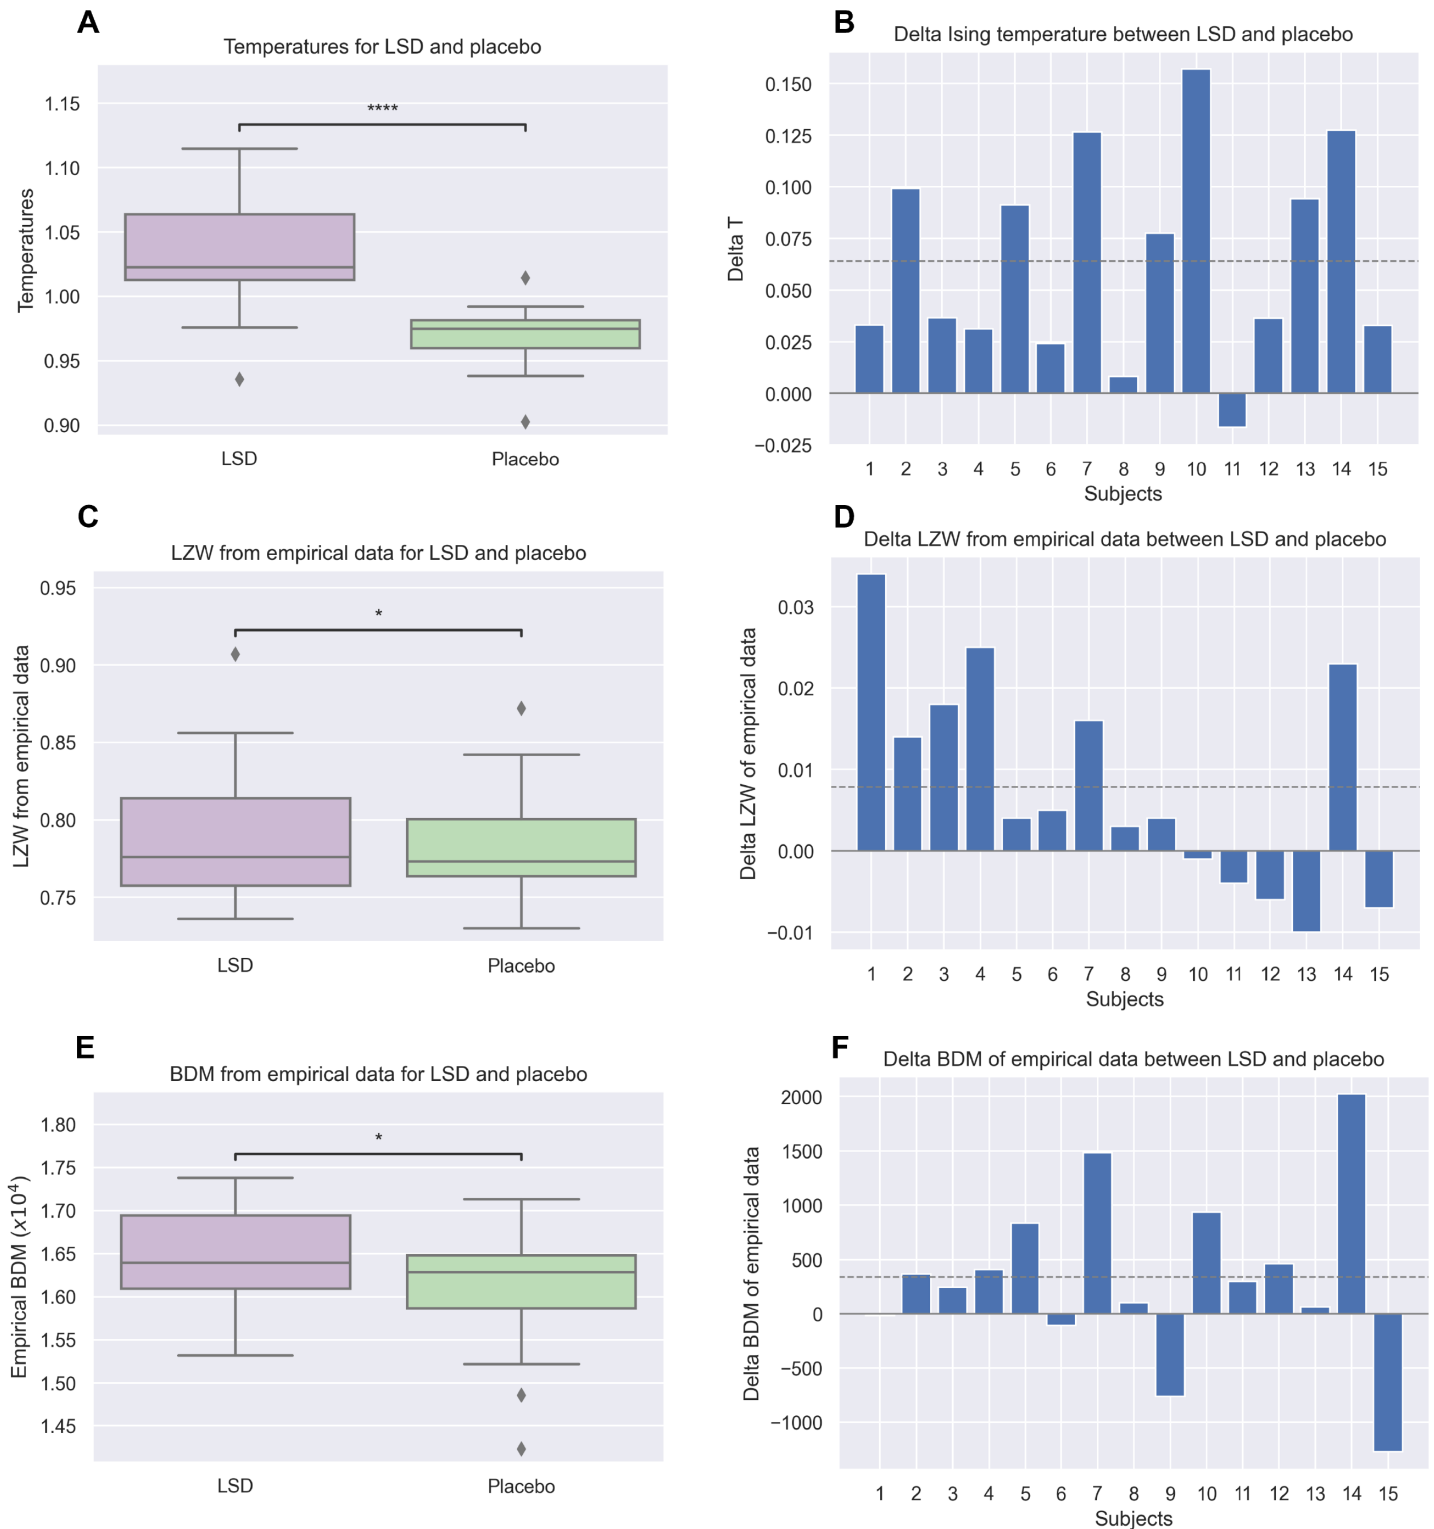 A
Temperatures for LSD and placebo
1.15
1.10
1.05
1.00
0.95
0.90
Temperatures
****
LSD Placebo
B
Delta Ising temperature between LSD and placebo
0.150
0.125
0.100
0.075
0.050
0.025
0.000
−0.025
Delta T
1 2 3 4 5 6 7 8 9 10 11 12 13 14 15
Subjects
C
LZW from empirical data for LSD and placebo
0.95
0.90
0.85
0.80
0.75
LZW from empirical data
*
LSD Placebo
D
Delta LZW from empirical data between LSD and placebo
0.03
0.02
0.01
0.00
−0.01
Delta LZW of empirical data
1 2 3 4 5 6 7 8 9 10 11 12 13 14 15
Subjects
E
BDM from empirical data for LSD and placebo
1.80
1.75
1.70
1.65
1.60
1.55
1.50
1.45
Empirical BDM (x10⁴)
*
LSD Placebo
F
Delta BDM of empirical data between LSD and placebo
2000
1500
1000
500
0
−500
−1000
Delta BDM of empirical data
1 2 3 4 5 6 7 8 9 10 11 12 13 14 15
Subjects